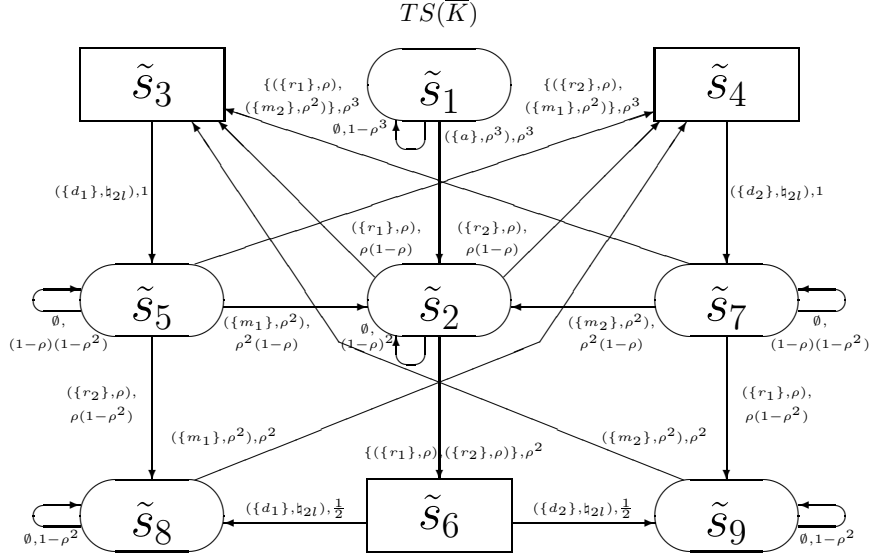 TS(K̅)
s̃₃
{({r₁},ρ),
({m₂},ρ²)},ρ³
s̃₁
{({r₂},ρ),
({m₁},ρ²)},ρ³
s̃₄
∅,1−ρ³
({a},ρ³),ρ³
({d₁},♮₂ₗ),1
({d₂},♮₂ₗ),1
({r₁},ρ),
ρ(1−ρ)
({r₂},ρ),
ρ(1−ρ)
s̃₅
s̃₂
s̃₇
∅,
(1−ρ)(1−ρ²)
({m₁},ρ²),
ρ²(1−ρ)
∅,
(1−ρ)²
({m₂},ρ²),
ρ²(1−ρ)
∅,
(1−ρ)(1−ρ²)
({r₂},ρ),
ρ(1−ρ²)
({r₁},ρ),
ρ(1−ρ²)
({m₁},ρ²),ρ²
({m₂},ρ²),ρ²
{({r₁},ρ),({r₂},ρ)},ρ²
s̃₈
({d₁},♮₂ₗ),½
s̃₆
({d₂},♮₂ₗ),½
s̃₉
∅,1−ρ²
∅,1−ρ²